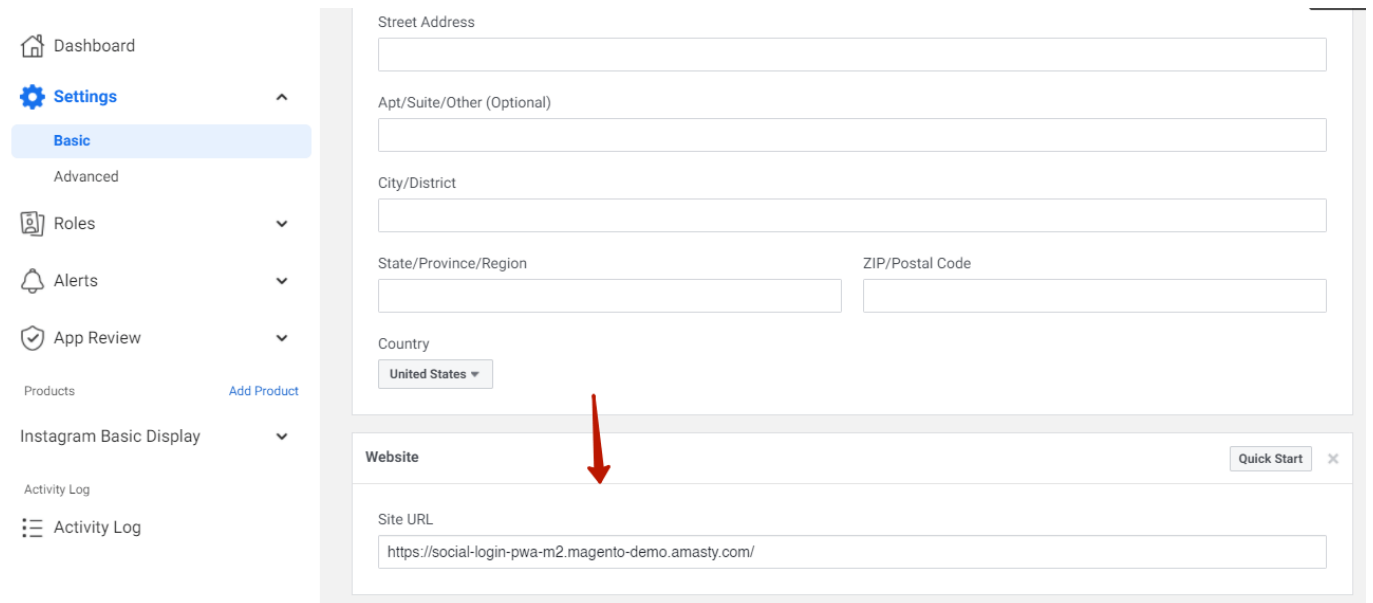 Dashboard
Settings
Basic
Advanced
Roles
Alerts
App Review
Products Add Product
Instagram Basic Display
Activity Log
Activity Log
Street Address
Apt/Suite/Other (Optional)
City/District
State/Province/Region ZIP/Postal Code
Country
United States
Website Quick Start
Site URL
https://social-login-pwa-m2.magento-demo.amasty.com/